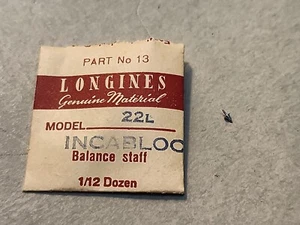 PART No 13
LONGINES
Genuine Material
MODEL 22L
INCABLOC
Balance staff
1/12 Dozen